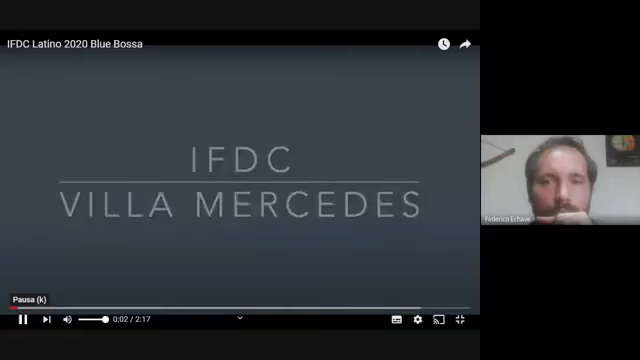 IFDC Latino 2020 Blue Bossa
IFDC
VILLA MERCEDES
Federico Echave
Pausa (k)
0:02 / 2:17